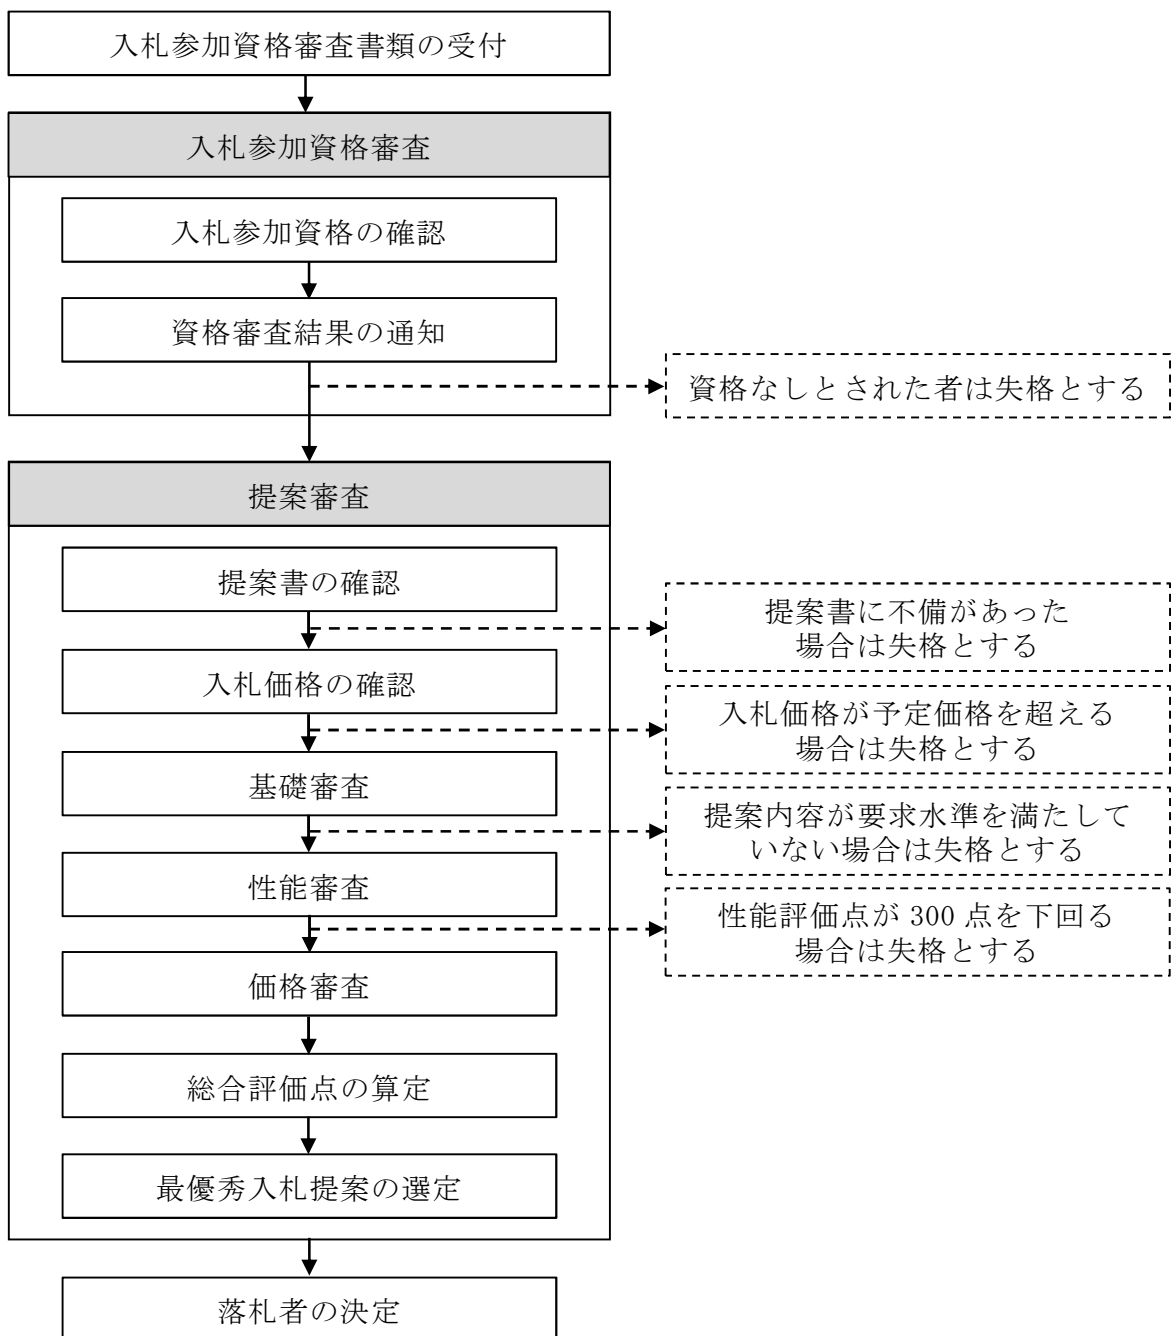 入札参加資格審査書類の受付
入札参加資格審査
入札参加資格の確認
資格審査結果の通知
資格なしとされた者は失格とする
提案審査
提案書の確認
提案書に不備があった
場合は失格とする
入札価格の確認
入札価格が予定価格を超える
場合は失格とする
基礎審査
提案内容が要求水準を満たして
いない場合は失格とする
性能審査
性能評価点が 300 点を下回る
場合は失格とする
価格審査
総合評価点の算定
最優秀入札提案の選定
落札者の決定